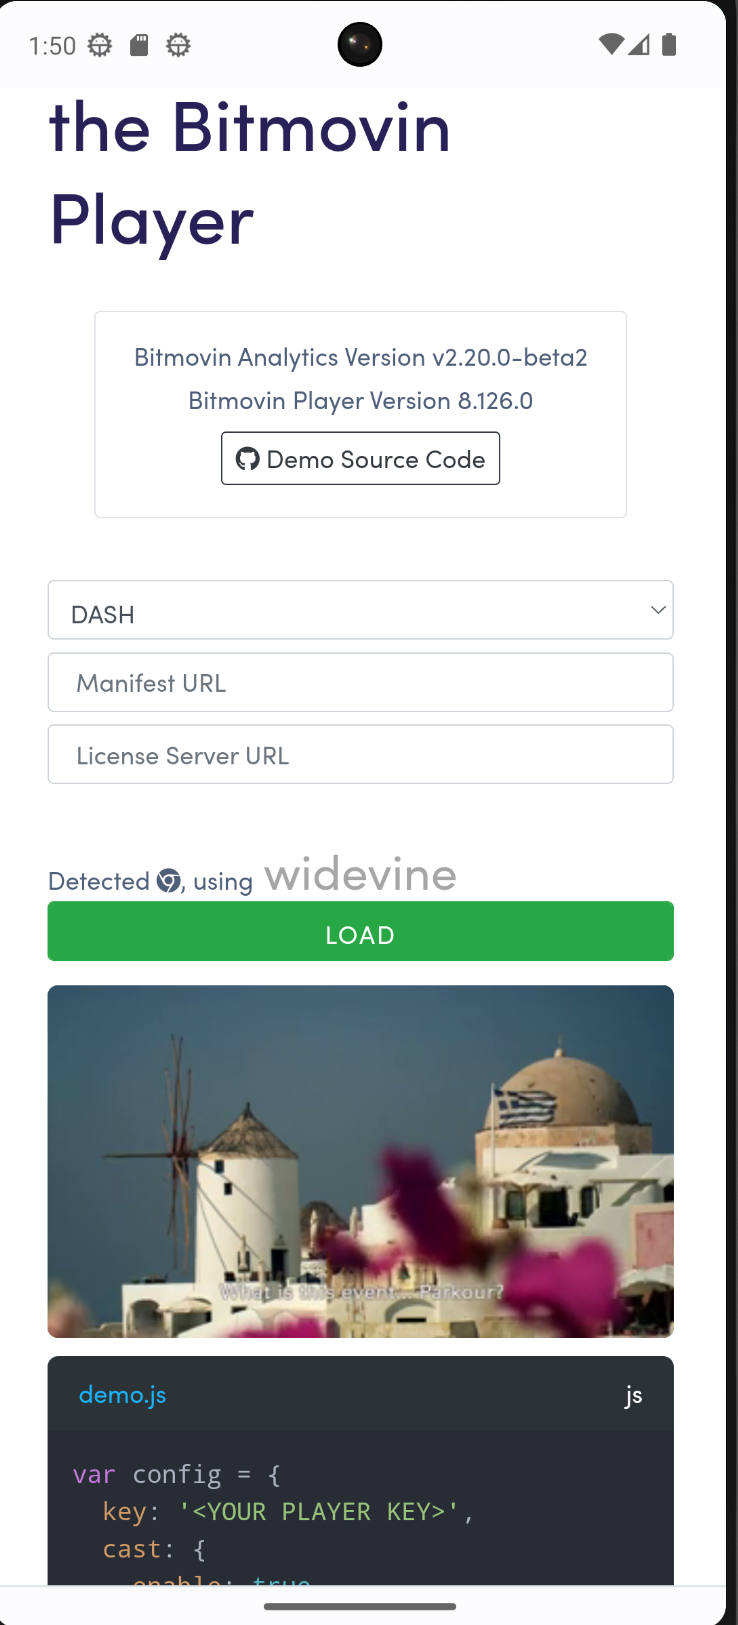 1:50
the Bitmovin
Player
Bitmovin Analytics Version v2.20.0-beta2
Bitmovin Player Version 8.126.0
Demo Source Code
DASH
Manifest URL
License Server URL
Detected , using widevine
LOAD
What is this event... Parkour?
demo.js js
var config = {
key: '<YOUR PLAYER KEY>',
cast: {
enable: true